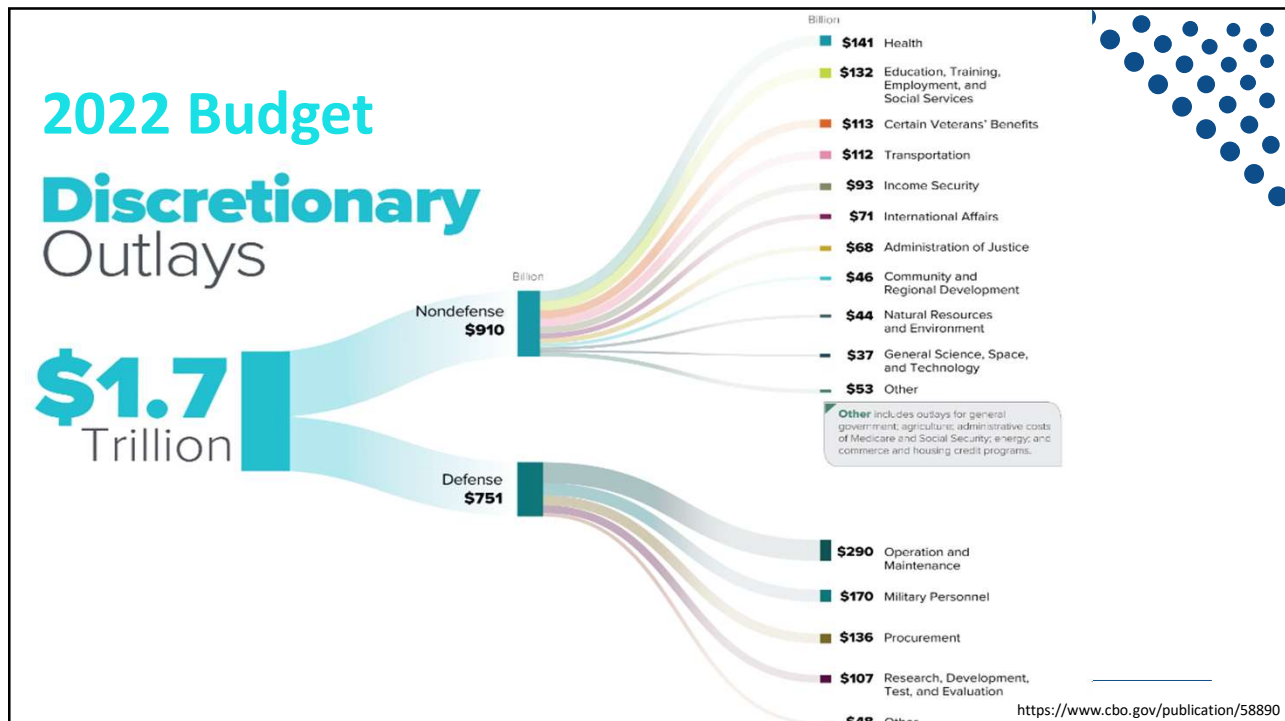 2022 Budget
Discretionary
Outlays
$1.7
Trillion
Billion
Nondefense
$910
Defense
$751
Billion
$141 Health
$132 Education, Training,
Employment, and
Social Services
$113 Certain Veterans' Benefits
$112 Transportation
$93 Income Security
$71 International Affairs
$68 Administration of Justice
$46 Community and
Regional Development
$44 Natural Resources
and Environment
$37 General Science, Space,
and Technology
$53 Other
Other includes outlays for general
government; agriculture; administrative costs
of Medicare and Social Security; energy; and
commerce and housing credit programs.
$290 Operation and
Maintenance
$170 Military Personnel
$136 Procurement
$107 Research, Development,
Test, and Evaluation
$48 Other
https://www.cbo.gov/publication/58890